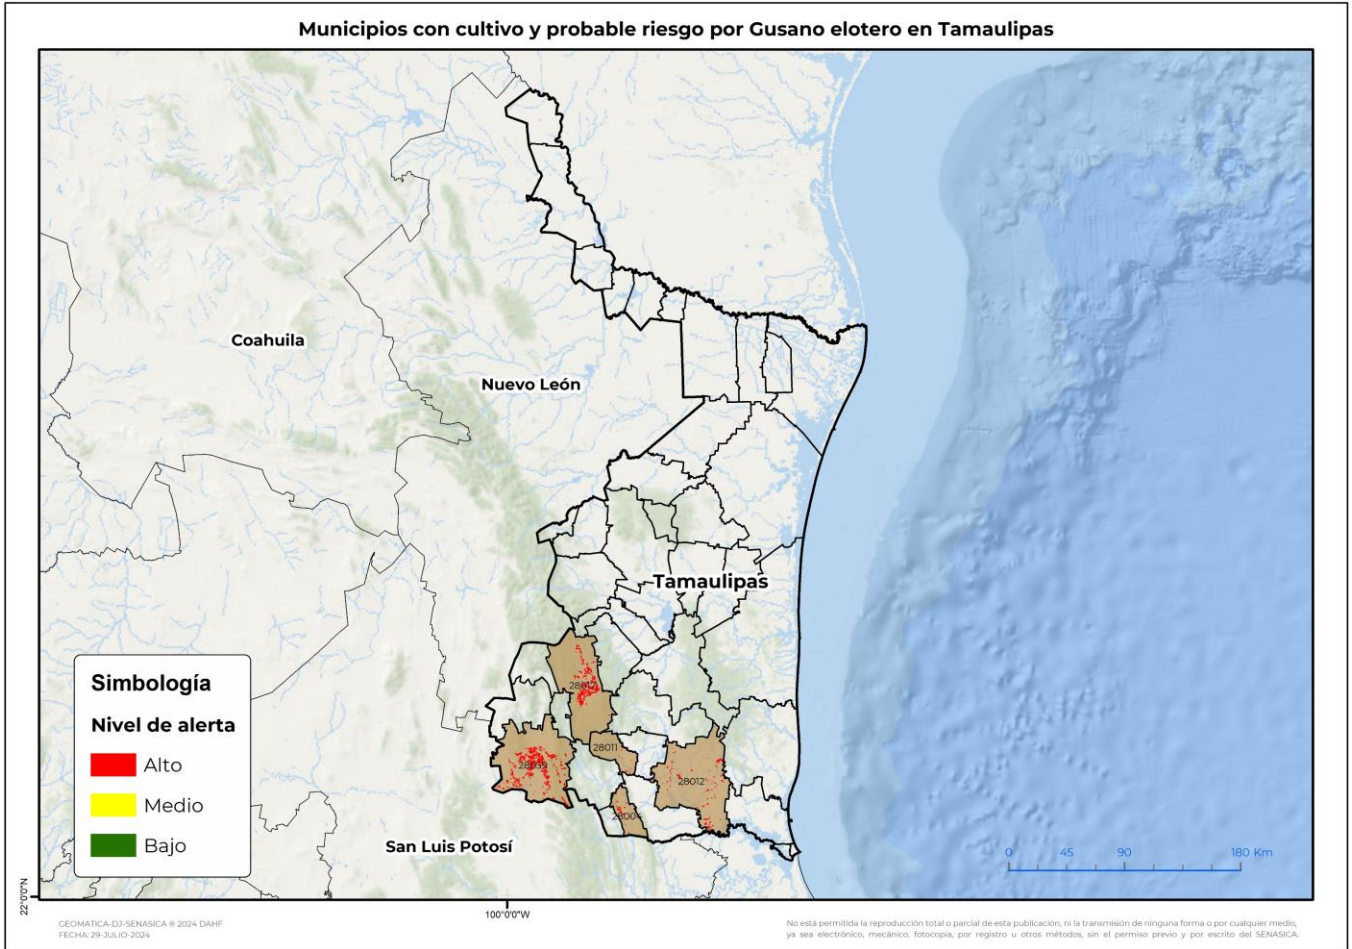 Municipios con cultivo y probable riesgo por Gusano elotero en Tamaulipas
Coahuila
Nuevo León
Tamaulipas
28017
28011
28039
28012
San Luis Potosí
Simbología
Nivel de alerta
Alto
Medio
Bajo
0 45 90 180 Km
22°0'0"N
100°0'0"W
GEOMATICA-DJ-SENASICA ® 2024 DAHF
FECHA: 29-JULIO-2024
No está permitida la reproducción total o parcial de esta publicación, ni la transmisión de ninguna forma o por cualquier medio,
ya sea electrónico, mecánico, fotocopia, por registro u otros métodos, sin el permiso previo y por escrito del SENASICA.